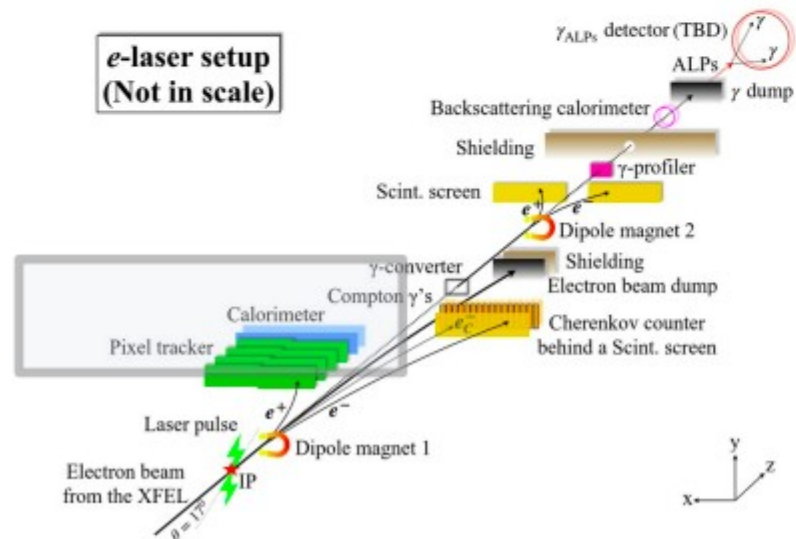 e-laser setup
(Not in scale)
γALPs detector (TBD)
γ
γ
ALPs
γ dump
Backscattering calorimeter
Shielding
γ-profiler
Scint. screen
e⁺
e⁻
Dipole magnet 2
γ-converter
Shielding
Compton γ's
Electron beam dump
Calorimeter
e⁻C
Cherenkov counter
behind a Scint. screen
Pixel tracker
e⁺
e⁻
Laser pulse
Dipole magnet 1
Electron beam
from the XFEL
IP
θ = 17⁰
y
z
x